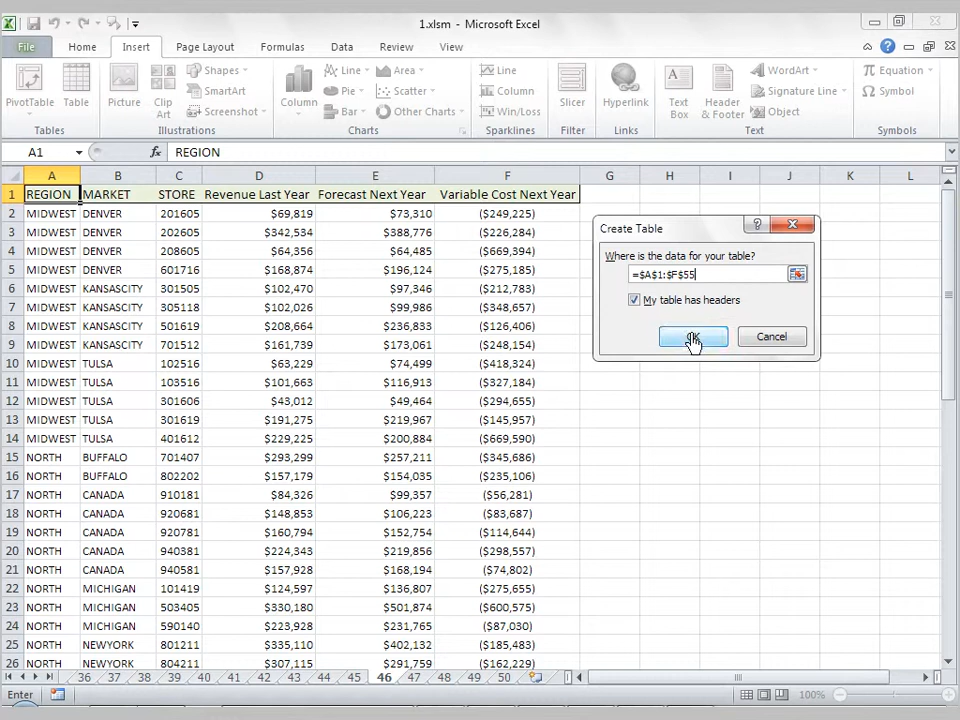 1.xlsm - Microsoft Excel
File Home Insert Page Layout Formulas Data Review View
PivotTable Table Picture Clip Art Shapes SmartArt Screenshot Column Line Pie Bar Area Scatter Other Charts Line Column Win/Loss Slicer Hyperlink Text Box Header & Footer WordArt Signature Line Object Equation Symbol
Tables Illustrations Charts Sparklines Filter Links Text Symbols
A1 fx REGION
A B C D E F G H I J K L
1 REGION MARKET STORE Revenue Last Year Forecast Next Year Variable Cost Next Year
2 MIDWEST DENVER 201605 $69,819 $73,310 ($249,225)
3 MIDWEST DENVER 202605 $342,534 $388,776 ($226,284)
4 MIDWEST DENVER 208605 $64,356 $64,485 ($669,394)
5 MIDWEST DENVER 601716 $168,874 $196,124 ($275,185)
6 MIDWEST KANSASCITY 305101 $102,470 $97,346 ($212,783)
7 MIDWEST KANSASCITY 305118 $102,026 $99,986 ($348,657)
8 MIDWEST KANSASCITY 501619 $208,664 $236,833 ($126,406)
9 MIDWEST KANSASCITY 701512 $161,739 $173,061 ($248,154)
10 MIDWEST TULSA 102516 $63,229 $74,499 ($418,324)
11 MIDWEST TULSA 103516 $101,663 $116,913 ($327,184)
12 MIDWEST TULSA 301606 $43,012 $49,464 ($294,655)
13 MIDWEST TULSA 301619 $191,275 $219,967 ($145,957)
14 MIDWEST TULSA 401612 $229,225 $200,884 ($669,590)
15 NORTH BUFFALO 701407 $293,299 $257,211 ($345,686)
16 NORTH BUFFALO 802202 $157,179 $154,035 ($157,441)
17 NORTH CANADA 910181 $84,326 $99,357 ($56,281)
18 NORTH CANADA 920681 $148,853 $106,223 ($83,687)
19 NORTH CANADA 920781 $160,794 $152,754 ($114,644)
20 NORTH CANADA 940381 $224,343 $219,856 ($298,557)
21 NORTH CANADA 940581 $157,928 $168,194 ($74,802)
22 NORTH MICHIGAN 101419 $124,597 $136,807 ($275,655)
23 NORTH MICHIGAN 503405 $330,180 $501,874 ($600,575)
24 NORTH MICHIGAN 590140 $223,928 $231,765 ($87,030)
25 NORTH NEWYORK 801211 $335,110 $402,132 ($185,483)
26 NORTH NEWYORK 804211 $307,115 $291,759 ($162,229)
Create Table
Where is the data for your table?
=$A$1:$F$55
My table has headers
OK Cancel
36 37 38 39 40 41 42 43 44 45 46 47 48 49 50
Enter 100%